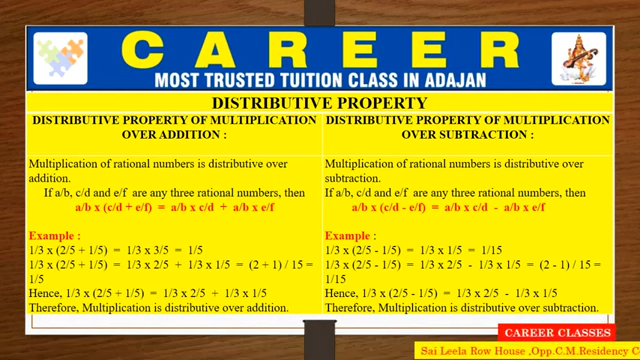 CAREER
MOST TRUSTED TUITION CLASS IN ADAJAN
DISTRIBUTIVE PROPERTY
DISTRIBUTIVE PROPERTY OF MULTIPLICATION
OVER ADDITION :
Multiplication of rational numbers is distributive over
addition.
If a/b, c/d and e/f are any three rational numbers, then
a/b x (c/d + e/f) = a/b x c/d + a/b x e/f
Example :
1/3 x (2/5 + 1/5) = 1/3 x 3/5 = 1/5
1/3 x (2/5 + 1/5) = 1/3 x 2/5 + 1/3 x 1/5 = (2 + 1) / 15 =
1/5
Hence, 1/3 x (2/5 + 1/5) = 1/3 x 2/5 + 1/3 x 1/5
Therefore, Multiplication is distributive over addition.
DISTRIBUTIVE PROPERTY OF MULTIPLICATION
OVER SUBTRACTION :
Multiplication of rational numbers is distributive over
subtraction.
If a/b, c/d and e/f are any three rational numbers, then
a/b x (c/d - e/f) = a/b x c/d - a/b x e/f
Example :
1/3 x (2/5 - 1/5) = 1/3 x 1/5 = 1/15
1/3 x (2/5 - 1/5) = 1/3 x 2/5 - 1/3 x 1/5 = (2 - 1) / 15 =
1/15
Hence, 1/3 x (2/5 - 1/5) = 1/3 x 2/5 - 1/3 x 1/5
Therefore, Multiplication is distributive over subtraction.
CAREER CLASSES
Sai Leela Row House ,Opp.C.M.Residency C